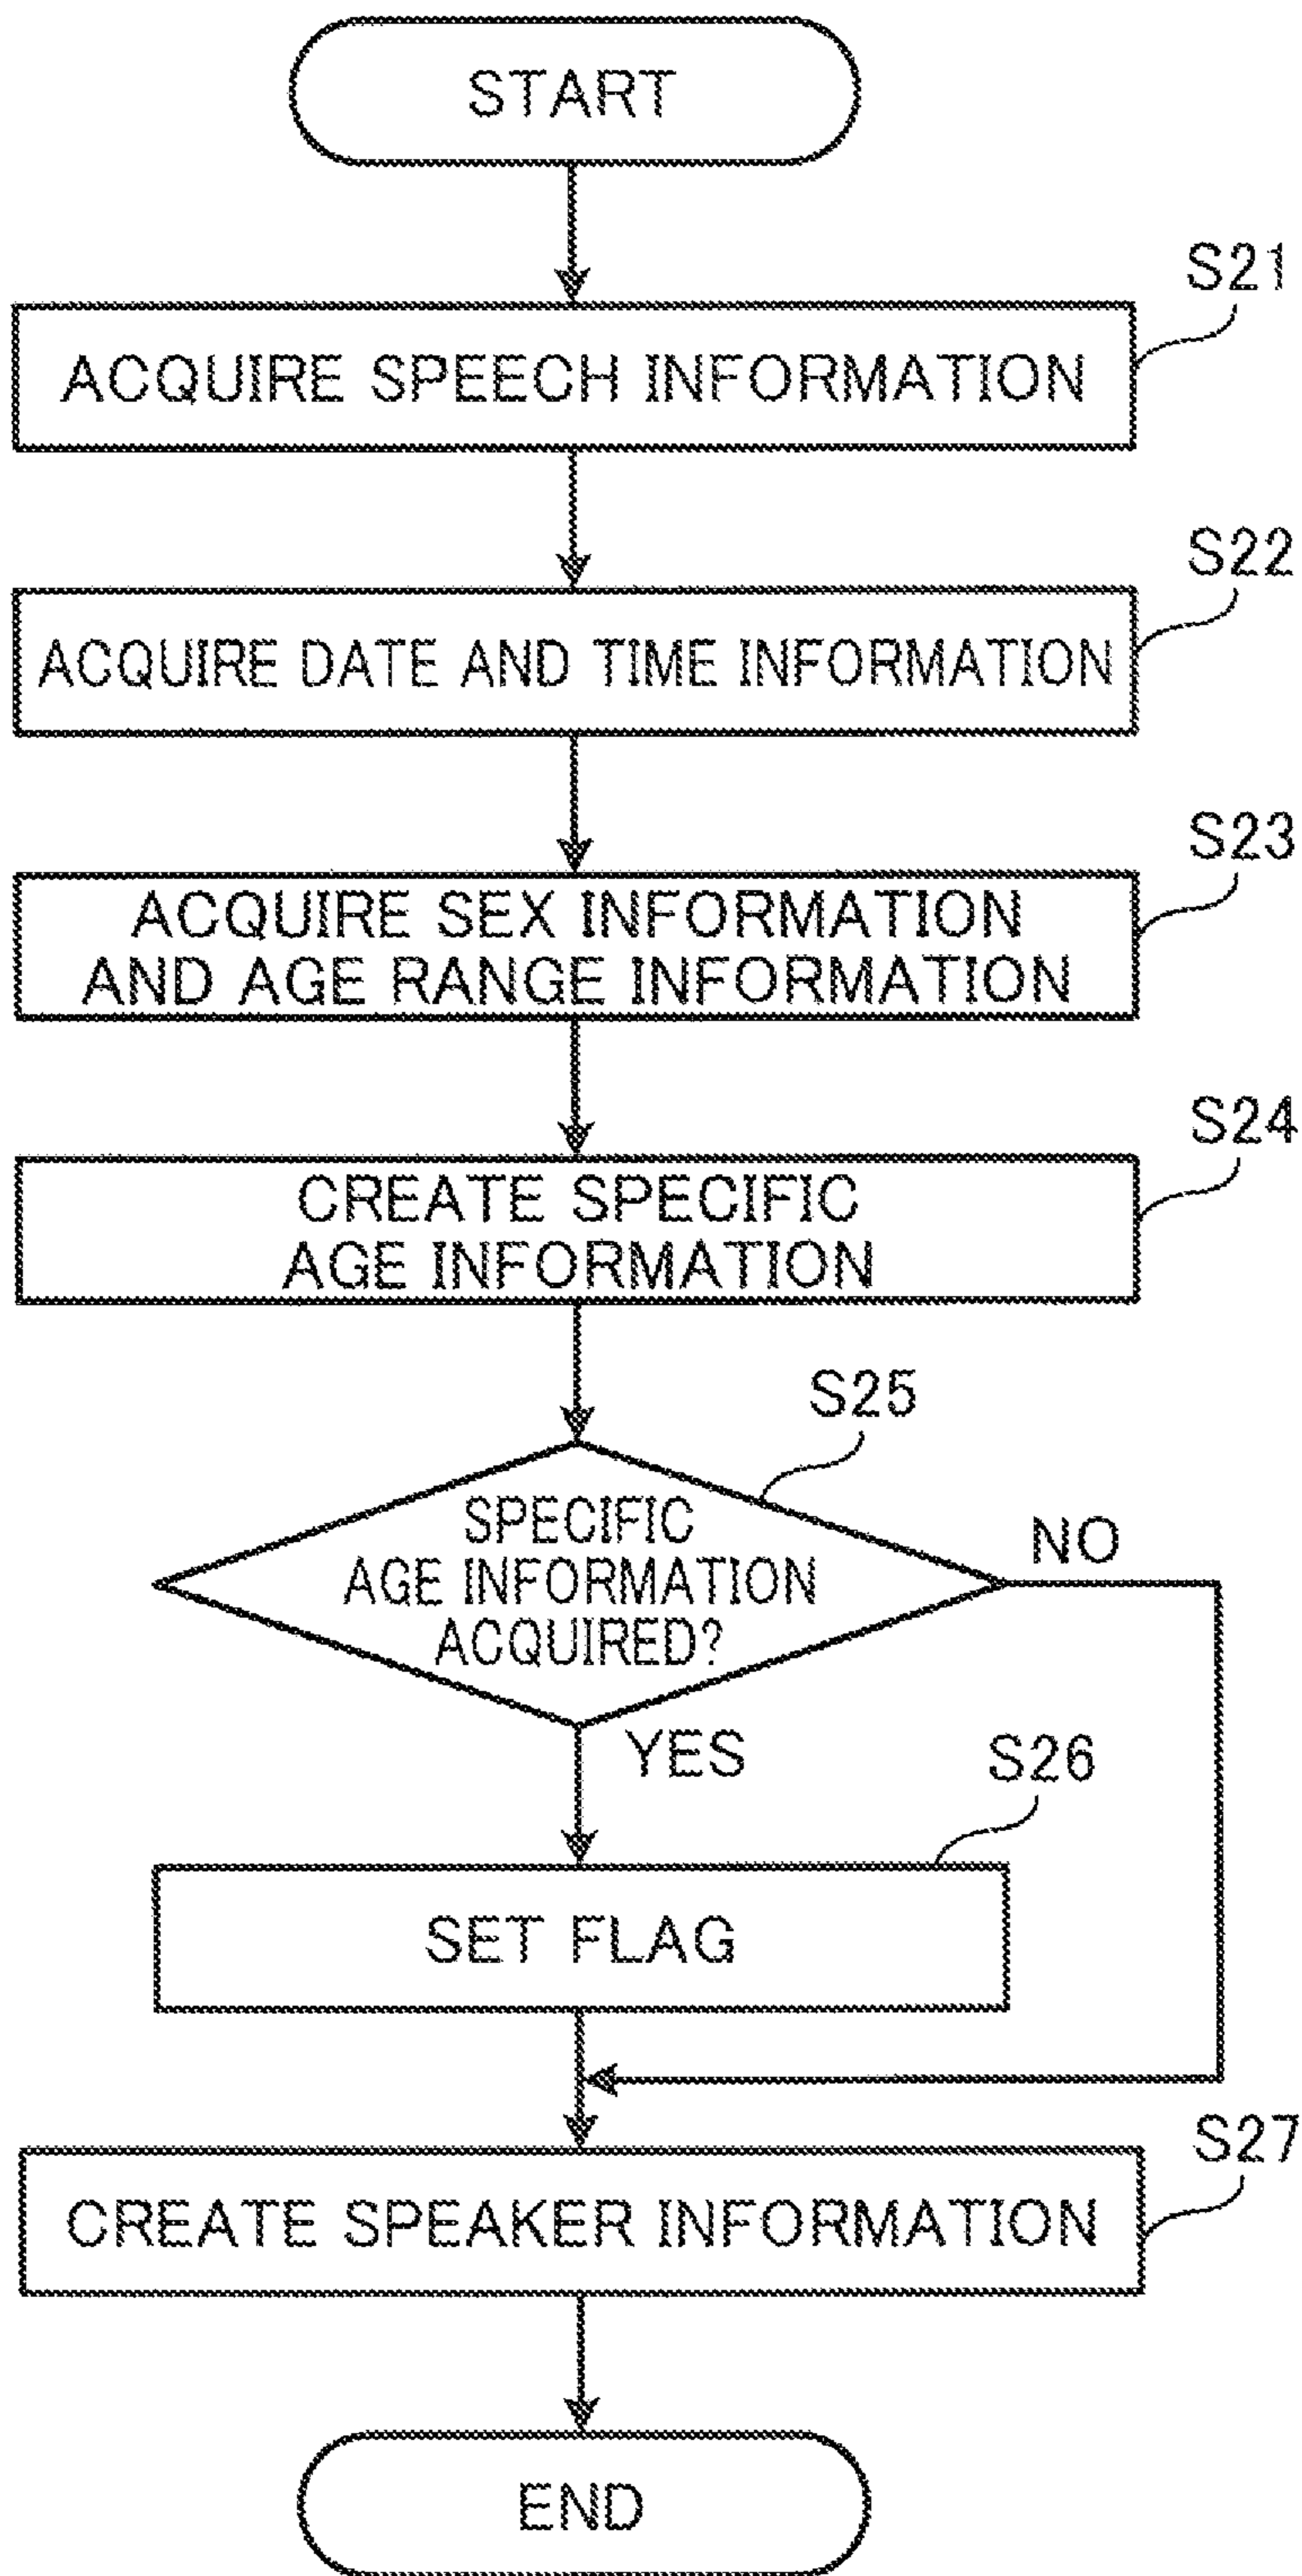 START
S21
ACQUIRE SPEECH INFORMATION
S22
ACQUIRE DATE AND TIME INFORMATION
S23
ACQUIRE SEX INFORMATION
AND AGE RANGE INFORMATION
S24
CREATE SPECIFIC
AGE INFORMATION
S25
SPECIFIC
AGE INFORMATION
ACQUIRED?
NO
YES
S26
SET FLAG
S27
CREATE SPEAKER INFORMATION
END